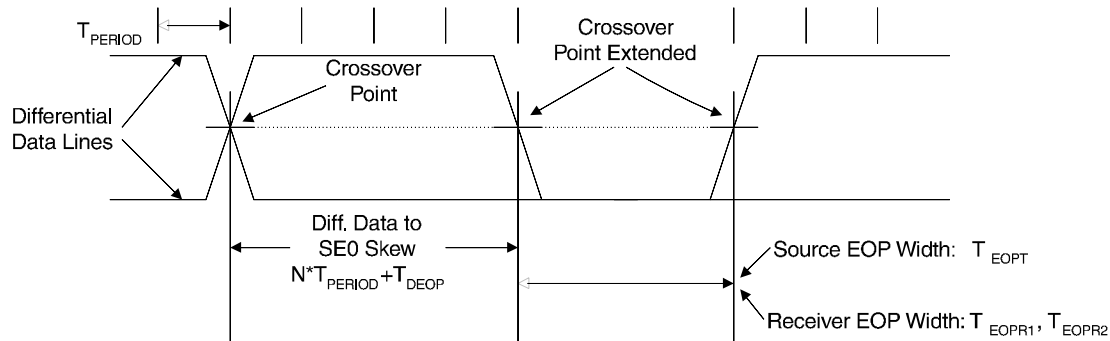 T PERIOD
Crossover
Point Extended
Crossover
Point
Differential
Data Lines
Diff. Data to
SE0 Skew
N*T PERIOD + T DEOP
Source EOP Width: T EOPT
Receiver EOP Width: T EOPR1, T EOPR2